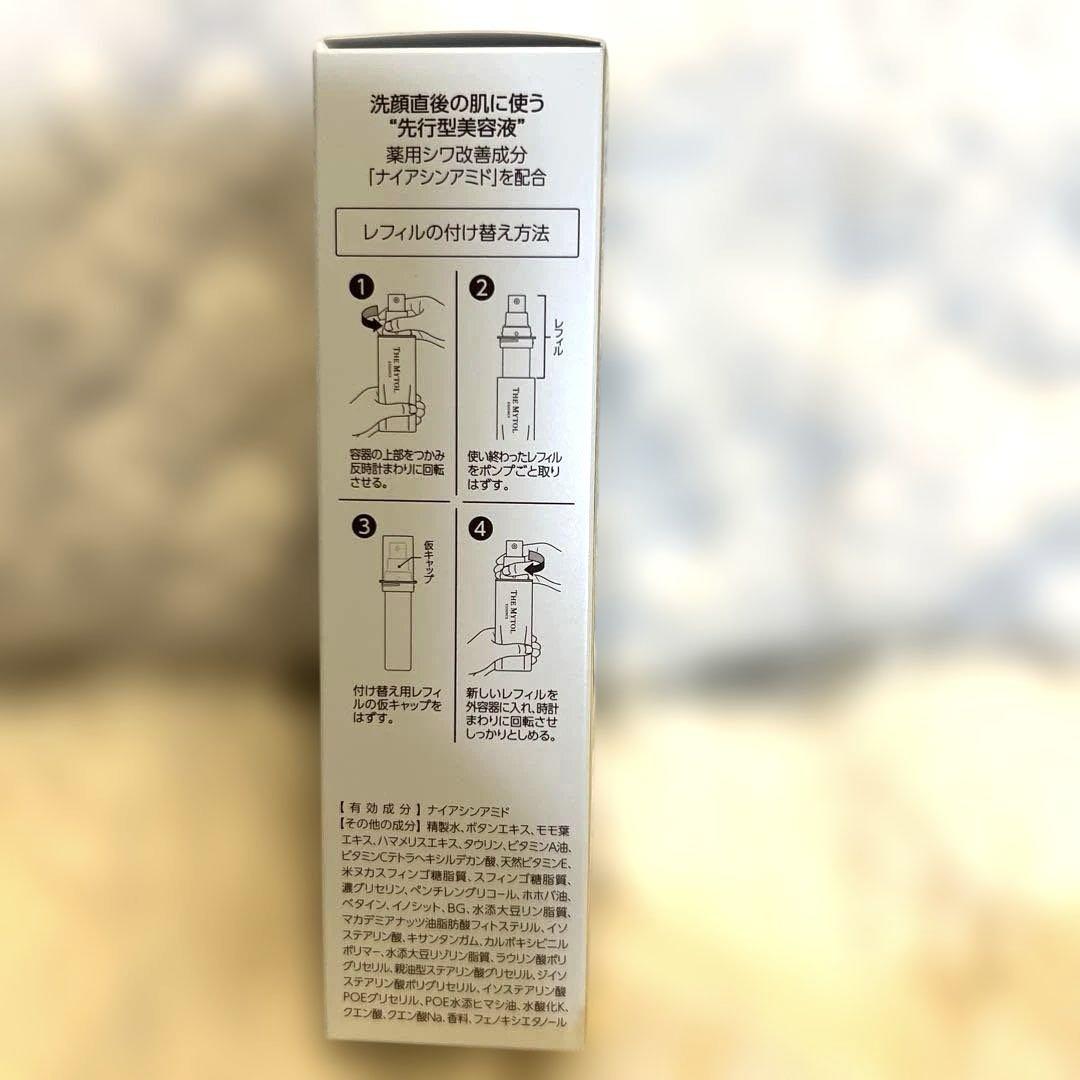 洗顔直後の肌に使う
“先行型美容液”
薬用シワ改善成分
「ナイアシンアミド」を配合
レフィルの付け替え方法
1
THE MYTOL
ESSENCE
容器の上部をつかみ
反時計まわりに回転
させる。
2
レフィル
THE MYTOL
ESSENCE
使い終わったレフィル
をポンプごと取り
はずす。
3
仮キャップ
付け替え用レフィ
ルの仮キャップを
はずす。
4
THE MYTOL
ESSENCE
新しいレフィルを
外容器に入れ、時計
まわりに回転させ
しっかりとしめる。
【有効成分】ナイアシンアミド
【その他の成分】精製水、ボタンエキス、モモ葉
エキス、ハマメリスエキス、タウリン、ビタミンA油、
ビタミンCテトラヘキシルデカン酸、天然ビタミンE、
米ヌカスフィンゴ糖脂質、スフィンゴ糖脂質、
濃グリセリン、ペンチレングリコール、ホホバ油、
ベタイン、イノシット、BG、水添大豆リン脂質、
マカデミアナッツ油脂肪酸フィトステリル、イソ
ステアリン酸、キサンタンガム、カルボキシビニル
ポリマー、水添大豆リゾリン脂質、ラウリン酸ポリ
グリセリル、親油型ステアリン酸グリセリル、ジイソ
ステアリン酸ポリグリセリル、イソステアリン酸
POEグリセリル、POE水添ヒマシ油、水酸化K、
クエン酸、クエン酸Na、香料、フェノキシエタノール